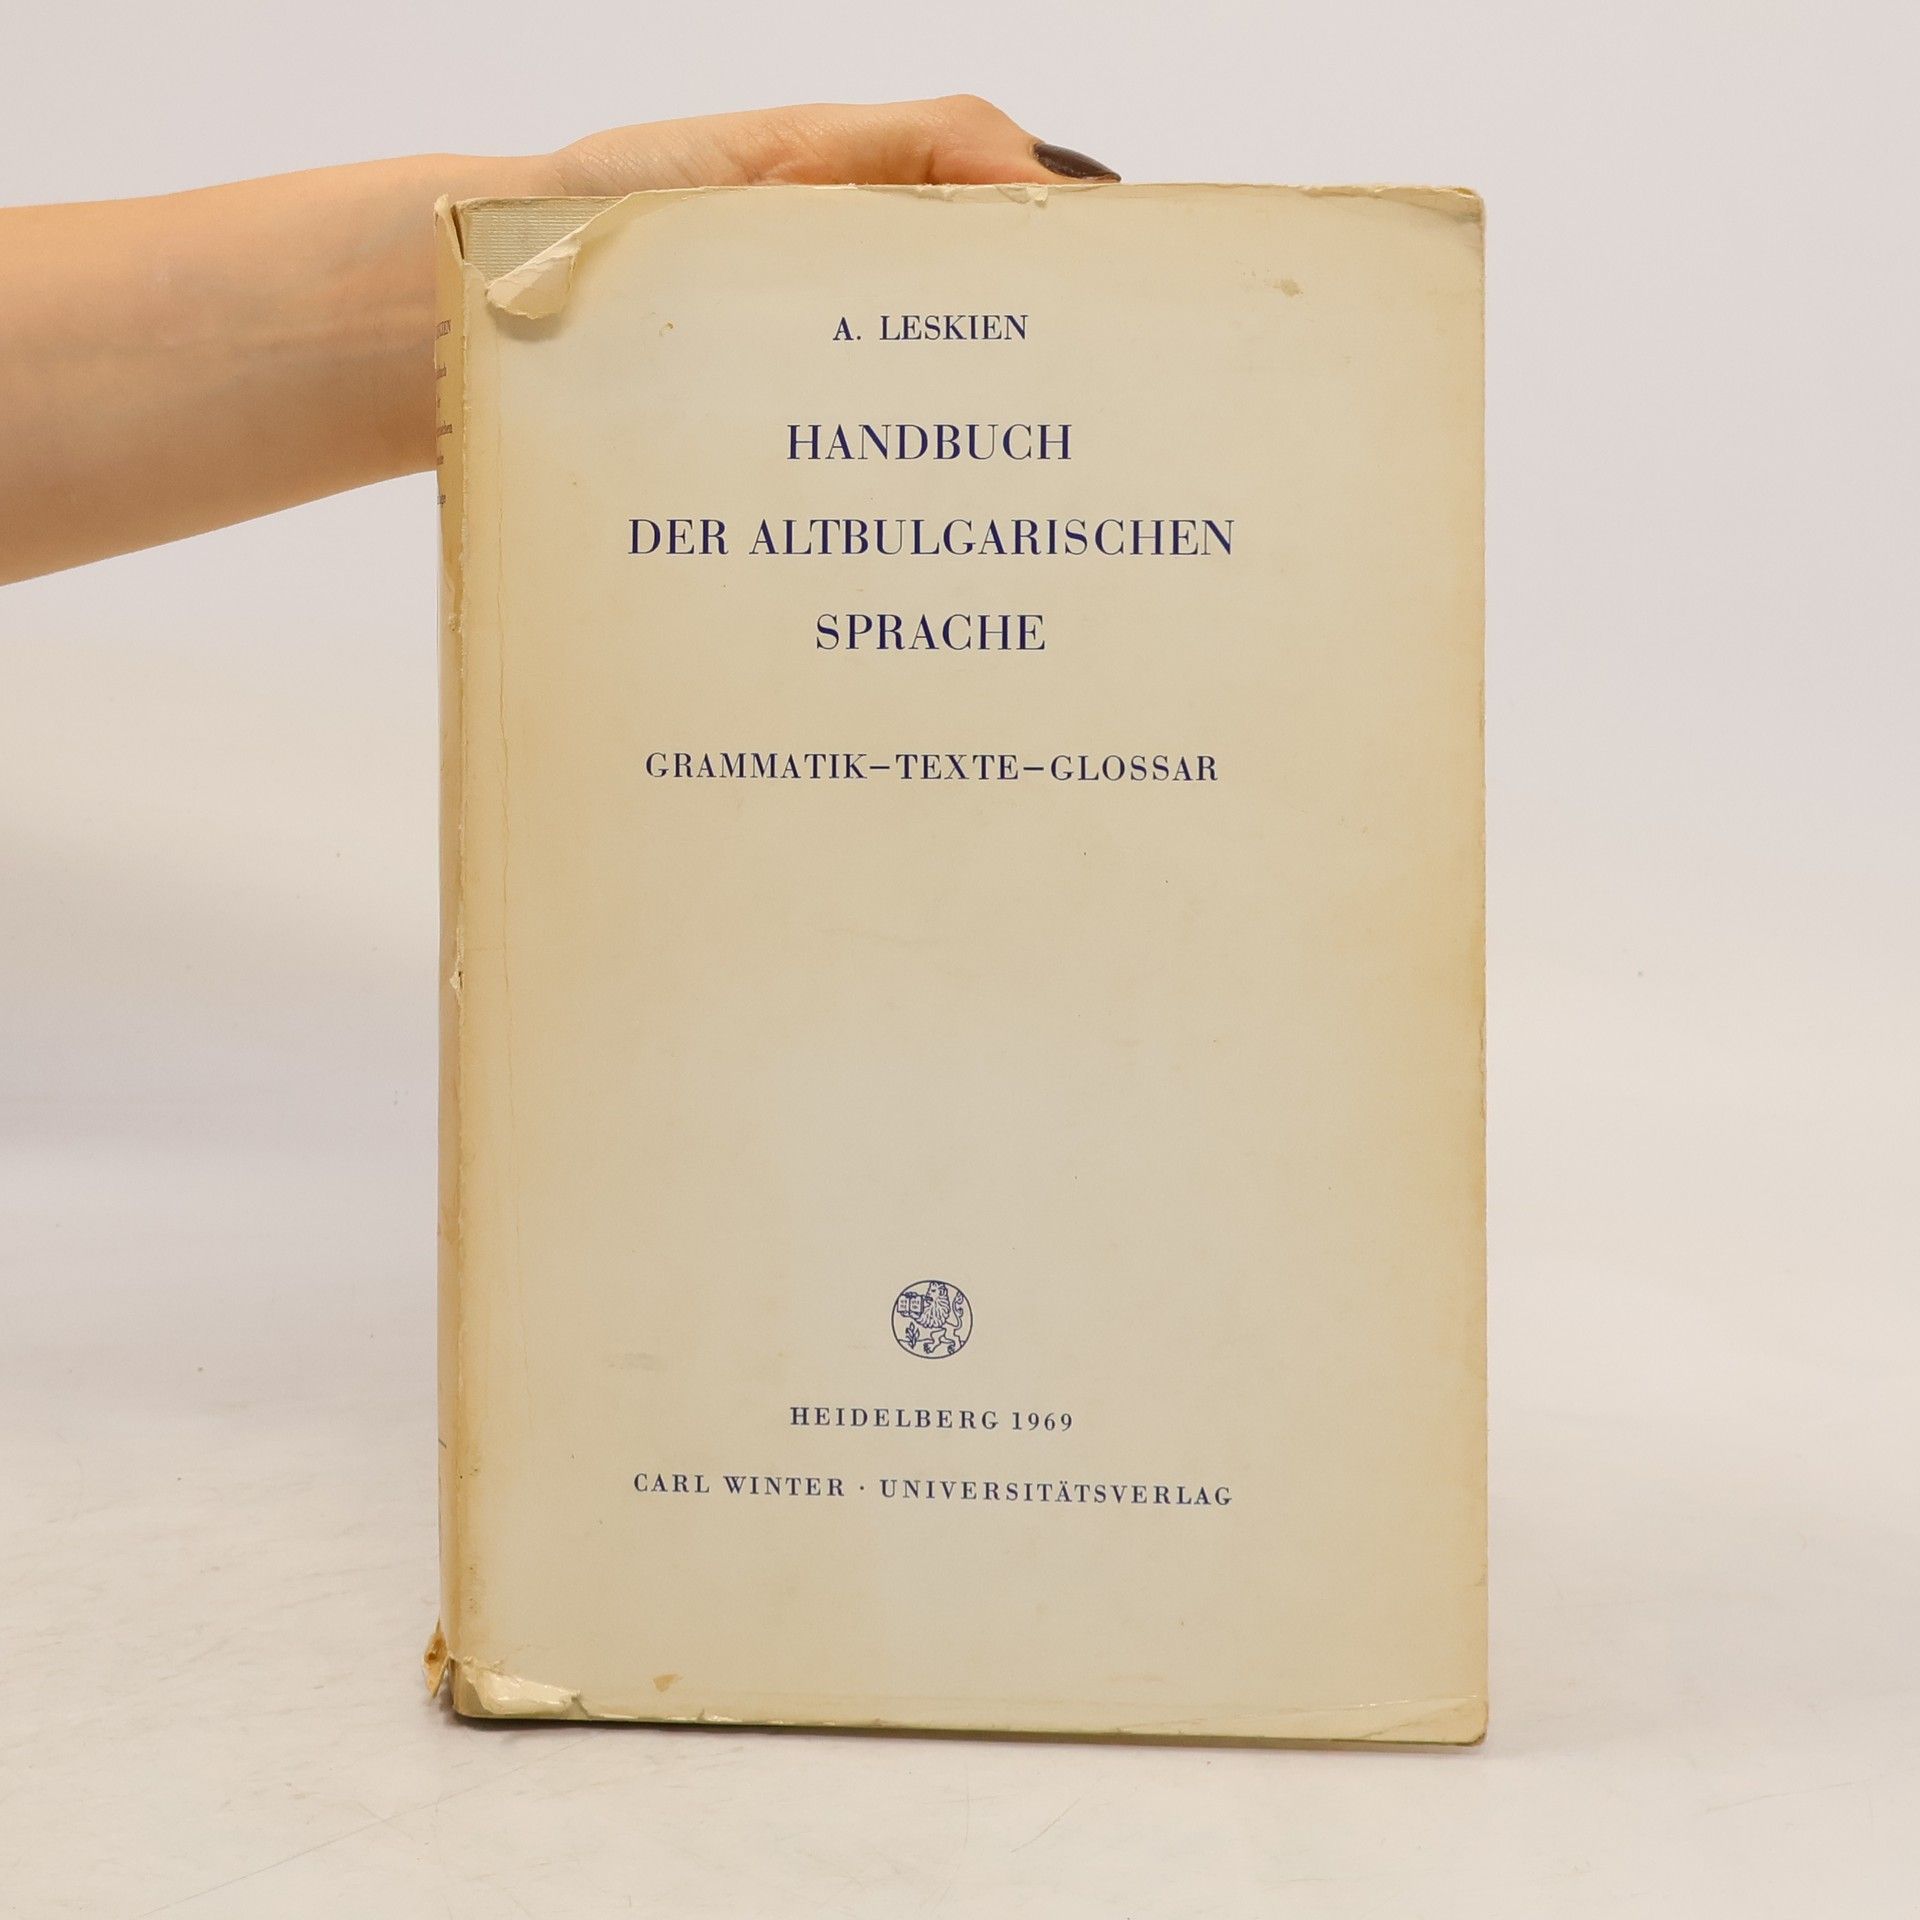 A. LESKIEN
HANDBUCH
DER ALTBULGARISCHEN
SPRACHE
GRAMMATIK–TEXTE–GLOSSAR
HEIDELBERG 1969
CARL WINTER · UNIVERSITÄTSVERLAG